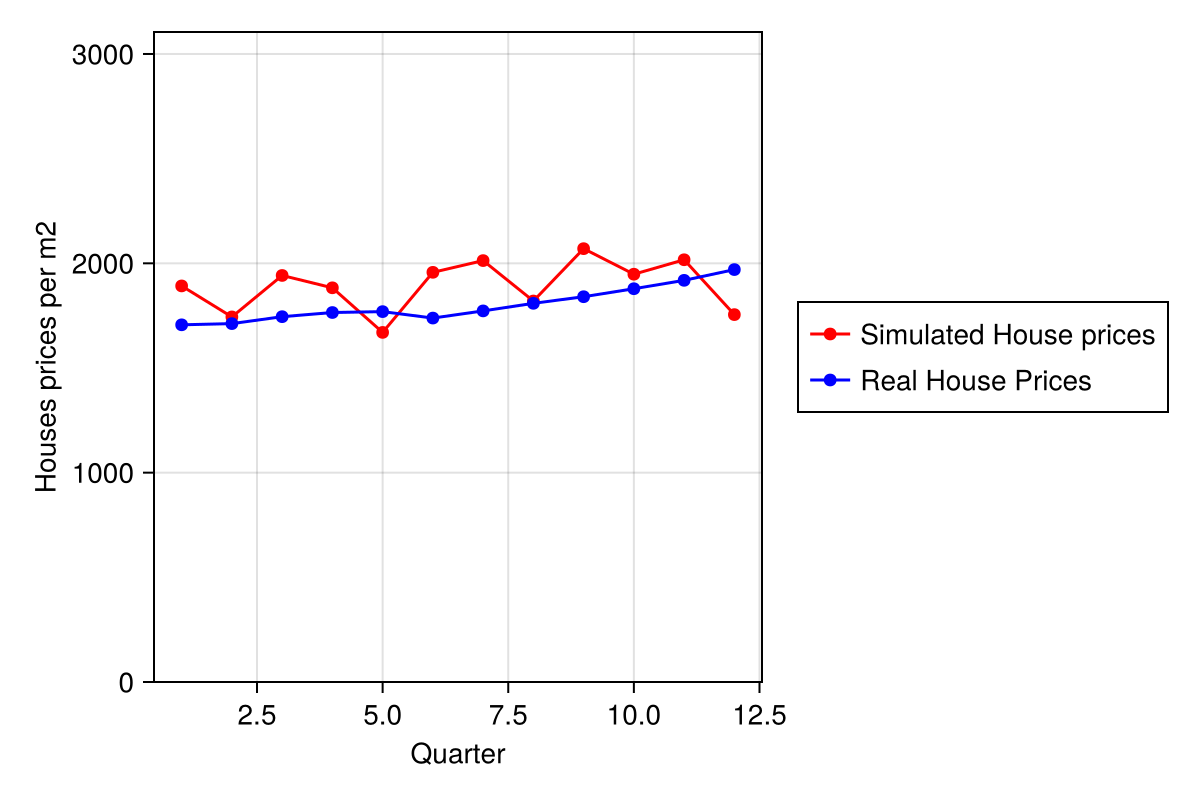 3000
2000
1000
0
Houses prices per m2
2.5 5.0 7.5 10.0 12.5
Quarter
Simulated House prices
Real House Prices